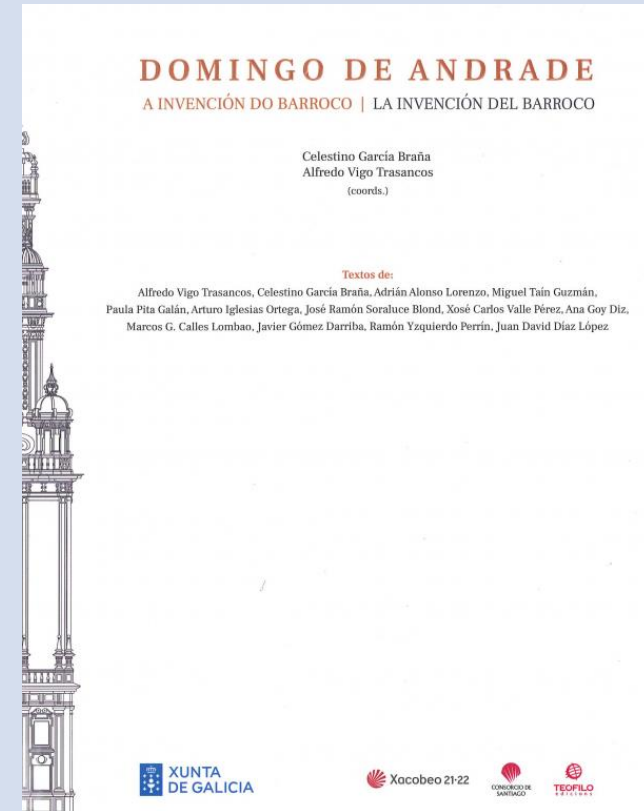 DOMINGO DE ANDRADE
A INVENCIÓN DO BARROCO | LA INVENCIÓN DEL BARROCO
Celestino García Braña
Alfredo Vigo Trasancos
(coords.)
Textos de:
Alfredo Vigo Trasancos, Celestino García Braña, Adrián Alonso Lorenzo, Miguel Taín Guzmán,
Paula Pita Galán, Arturo Iglesias Ortega, José Ramón Soraluce Blond, Xosé Carlos Valle Pérez, Ana Goy Diz,
Marcos G. Calles Lombao, Javier Gómez Darriba, Ramón Yzquierdo Perrín, Juan David Díaz López
XUNTA
DE GALICIA
Xacobeo 21·22
CONSORCIO DE
SANTIAGO
TEOFILO
ediciones